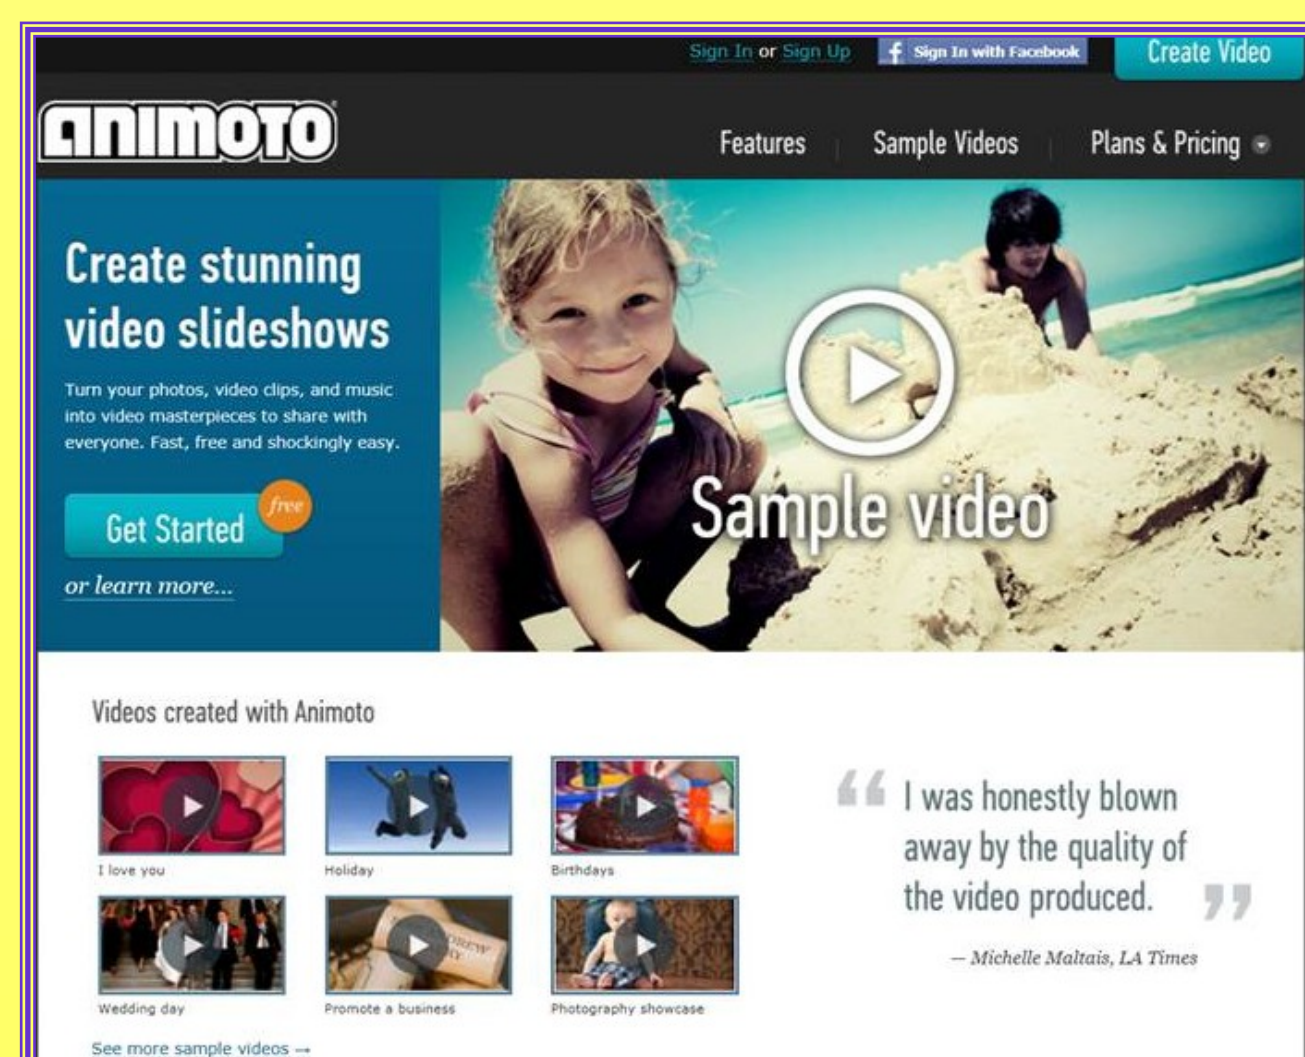 Sign In or Sign Up
f Sign In with Facebook
Create Video
ANIMOTO
Features
Sample Videos
Plans & Pricing
Create stunning
video slideshows
Turn your photos, video clips, and music
into video masterpieces to share with
everyone. Fast, free and shockingly easy.
Get Started
free
or learn more...
Sample video
Videos created with Animoto
I love you
Holiday
Birthdays
Wedding day
Promote a business
Photography showcase
See more sample videos →
“ I was honestly blown
away by the quality of
the video produced. ”
— Michelle Maltais, LA Times